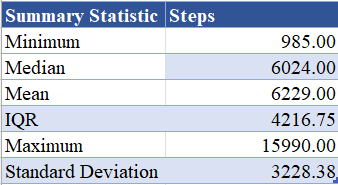 Summary Statistic Steps
Minimum 985.00
Median 6024.00
Mean 6229.00
IQR 4216.75
Maximum 15990.00
Standard Deviation 3228.38